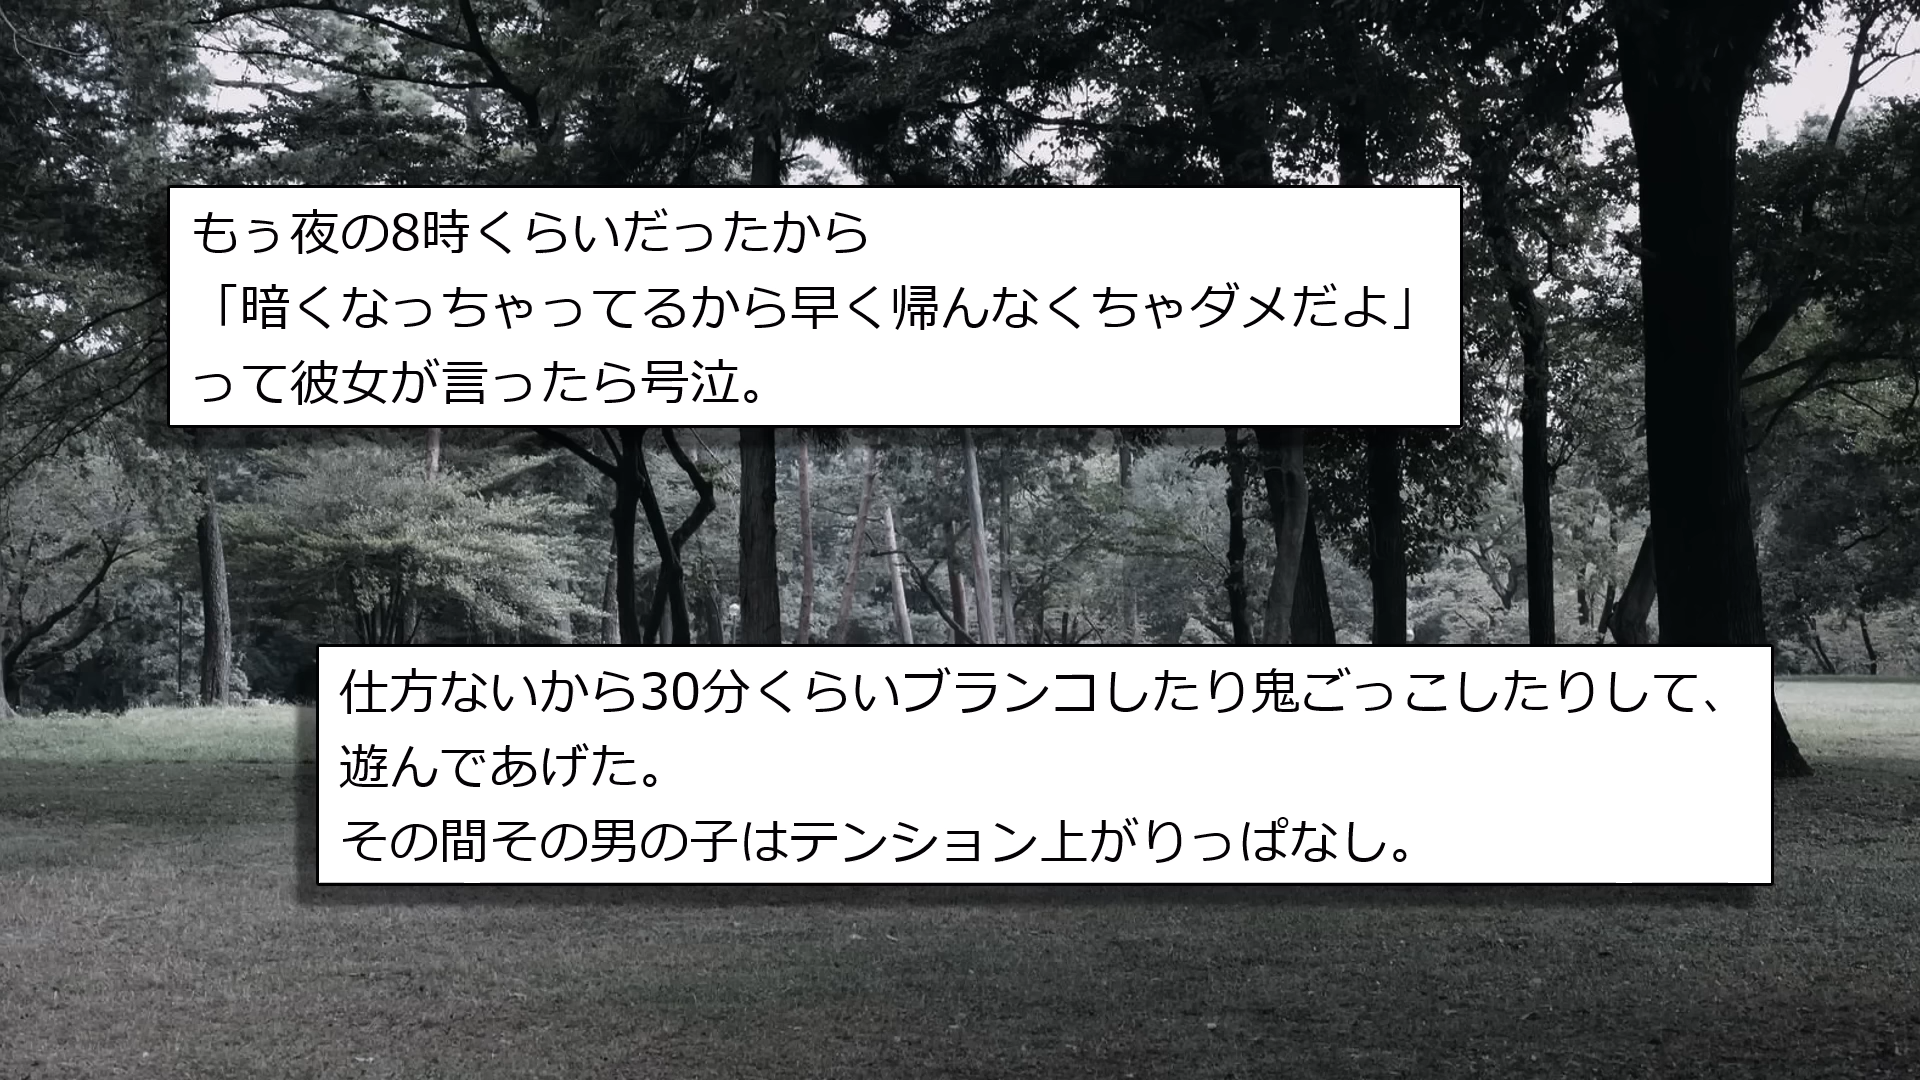 もぅ夜の8時くらいだったから
「暗くなっちゃってるから早く帰んなくちゃダメだよ」
って彼女が言ったら号泣。
仕方ないから30分くらいブランコしたり鬼ごっこしたりして、
遊んであげた。
その間その男の子はテンション上がりっぱなし。